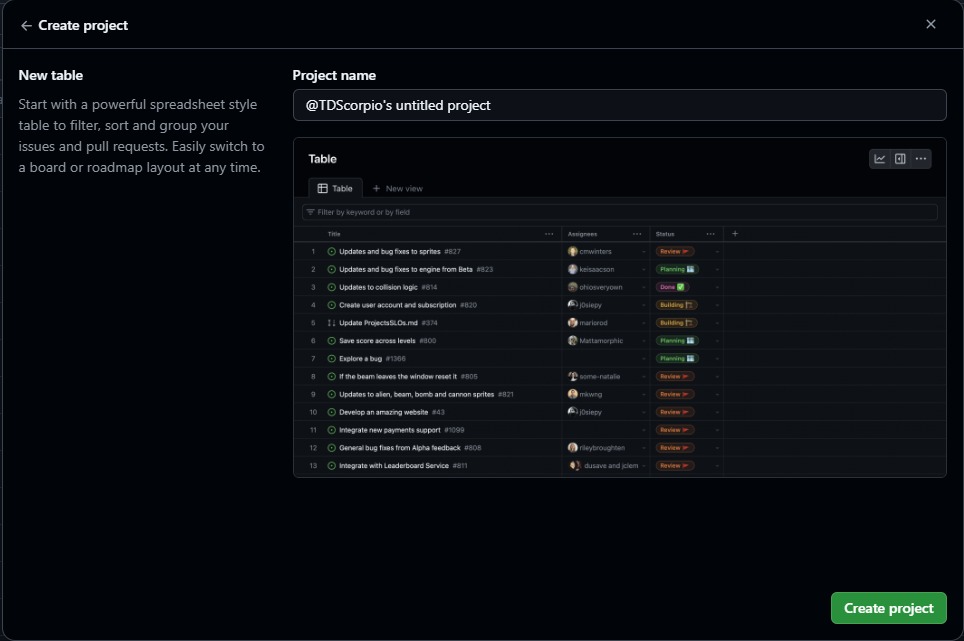 Create project
New table
Start with a powerful spreadsheet style
table to filter, sort and group your
issues and pull requests. Easily switch to
a board or roadmap layout at any time.
Project name
@TDScorpio's untitled project
Table
Table
New view
Filter by keyword or by field
Title Assignees Status
1 Updates and bug fixes to sprites #827 cmwinters Review
2 Updates and bug fixes to engine from Beta #823 keisaacson Planning
3 Updates to collision logic #814 ohiosveryown Done
4 Create user account and subscription #820 j0siepy Building
5 Update ProjectsSLOs.md #374 mariorod Building
6 Save score across levels #800 Mattamorphic Planning
7 Explore a bug #1366 Planning
8 If the beam leaves the window reset it #805 some-natalie Review
9 Updates to alien, beam, bomb and cannon sprites #821 mkwng Review
10 Develop an amazing website #43 j0siepy Review
11 Integrate new payments support #1099 Review
12 General bug fixes from Alpha feedback #808 rileybroughten Review
13 Integrate with Leaderboard Service #811 dusave and jclem Review
Create project